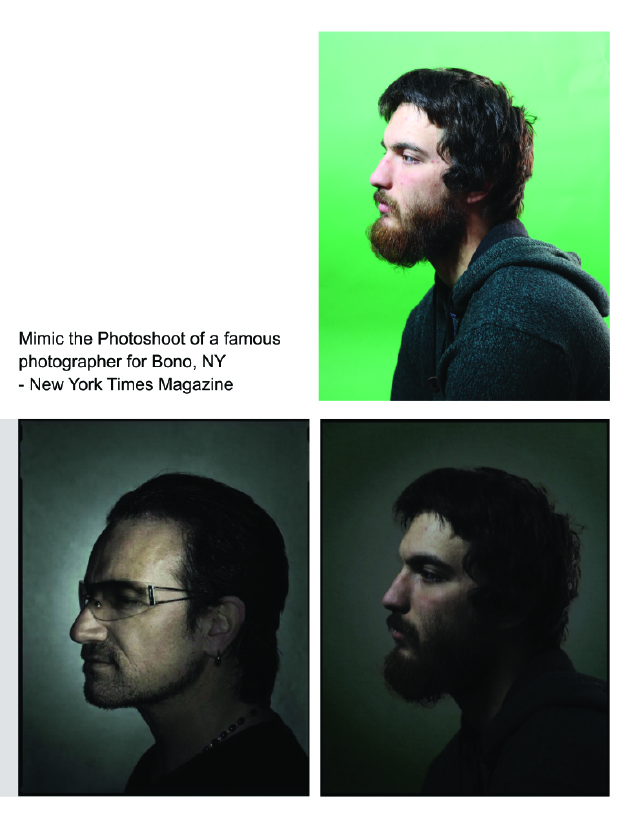 Mimic the Photoshoot of a famous
photographer for Bono, NY
- New York Times Magazine